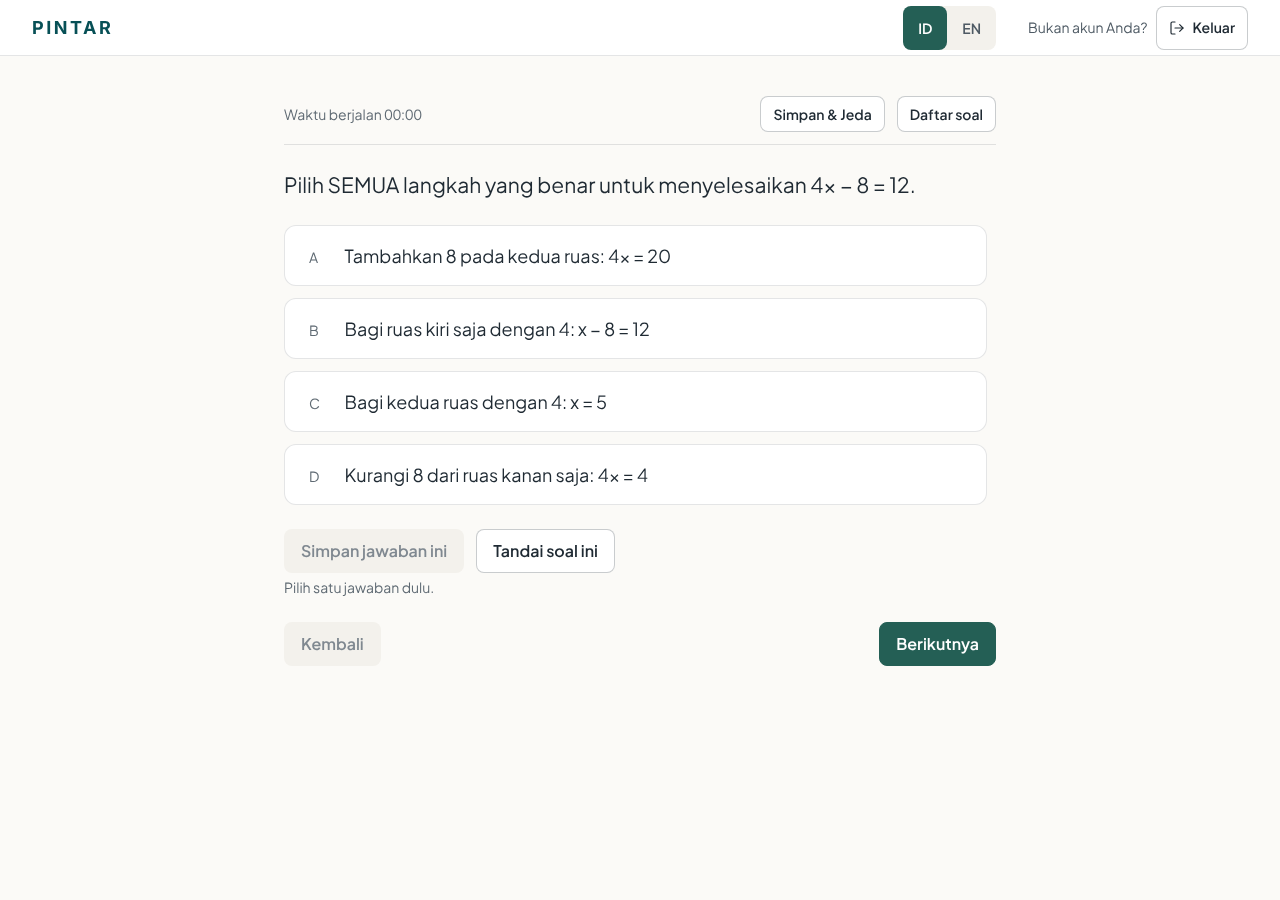 PINTAR
ID EN Bukan akun Anda? Keluar
Waktu berjalan 00:00 Simpan & Jeda Daftar soal
Pilih SEMUA langkah yang benar untuk menyelesaikan 4× − 8 = 12.
A Tambahkan 8 pada kedua ruas: 4× = 20
B Bagi ruas kiri saja dengan 4: x − 8 = 12
C Bagi kedua ruas dengan 4: x = 5
D Kurangi 8 dari ruas kanan saja: 4× = 4
Simpan jawaban ini Tandai soal ini
Pilih satu jawaban dulu.
Kembali Berikutnya